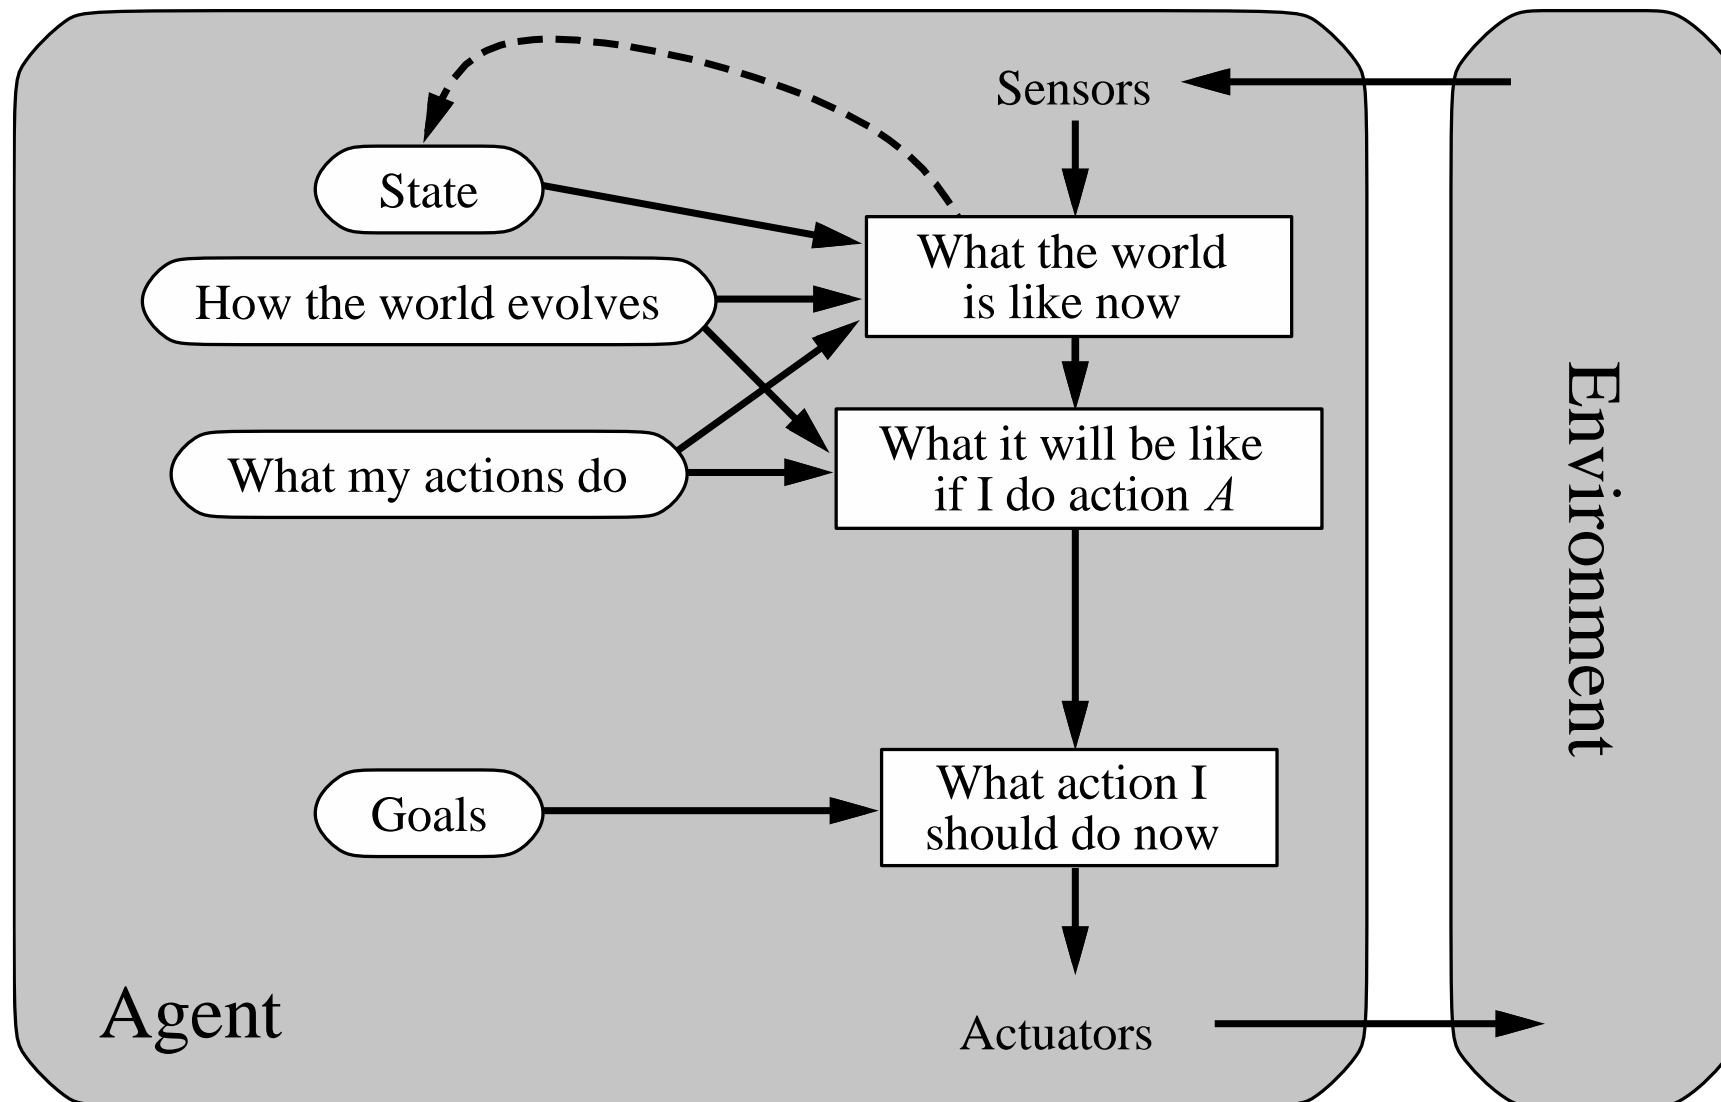 Sensors
State
What the world
is like now
How the world evolves
What it will be like
if I do action A
What my actions do
Environment
What action I
should do now
Goals
Agent
Actuators